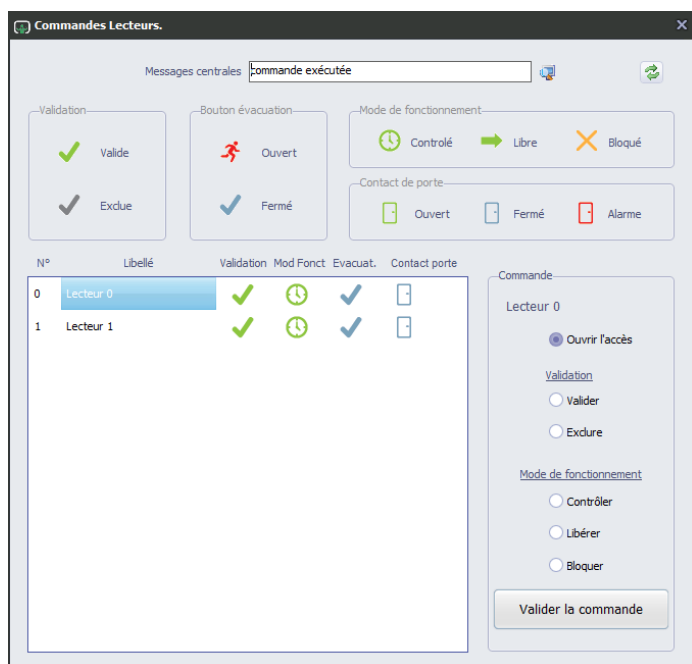 Commandes Lecteurs.
Messages centrales commande exécutée
Validation
Valide
Exclue
Bouton évacuation
Ouvert
Fermé
Mode de fonctionnement
Controlé Libre Bloqué
Contact de porte
Ouvert Fermé Alarme
N° Libellé Validation Mod Fonct Evacuat. Contact porte
0 Lecteur 0
1 Lecteur 1
Commande
Lecteur 0
Ouvrir l'accès
Validation
Valider
Exclure
Mode de fonctionnement
Contrôler
Libérer
Bloquer
Valider la commande